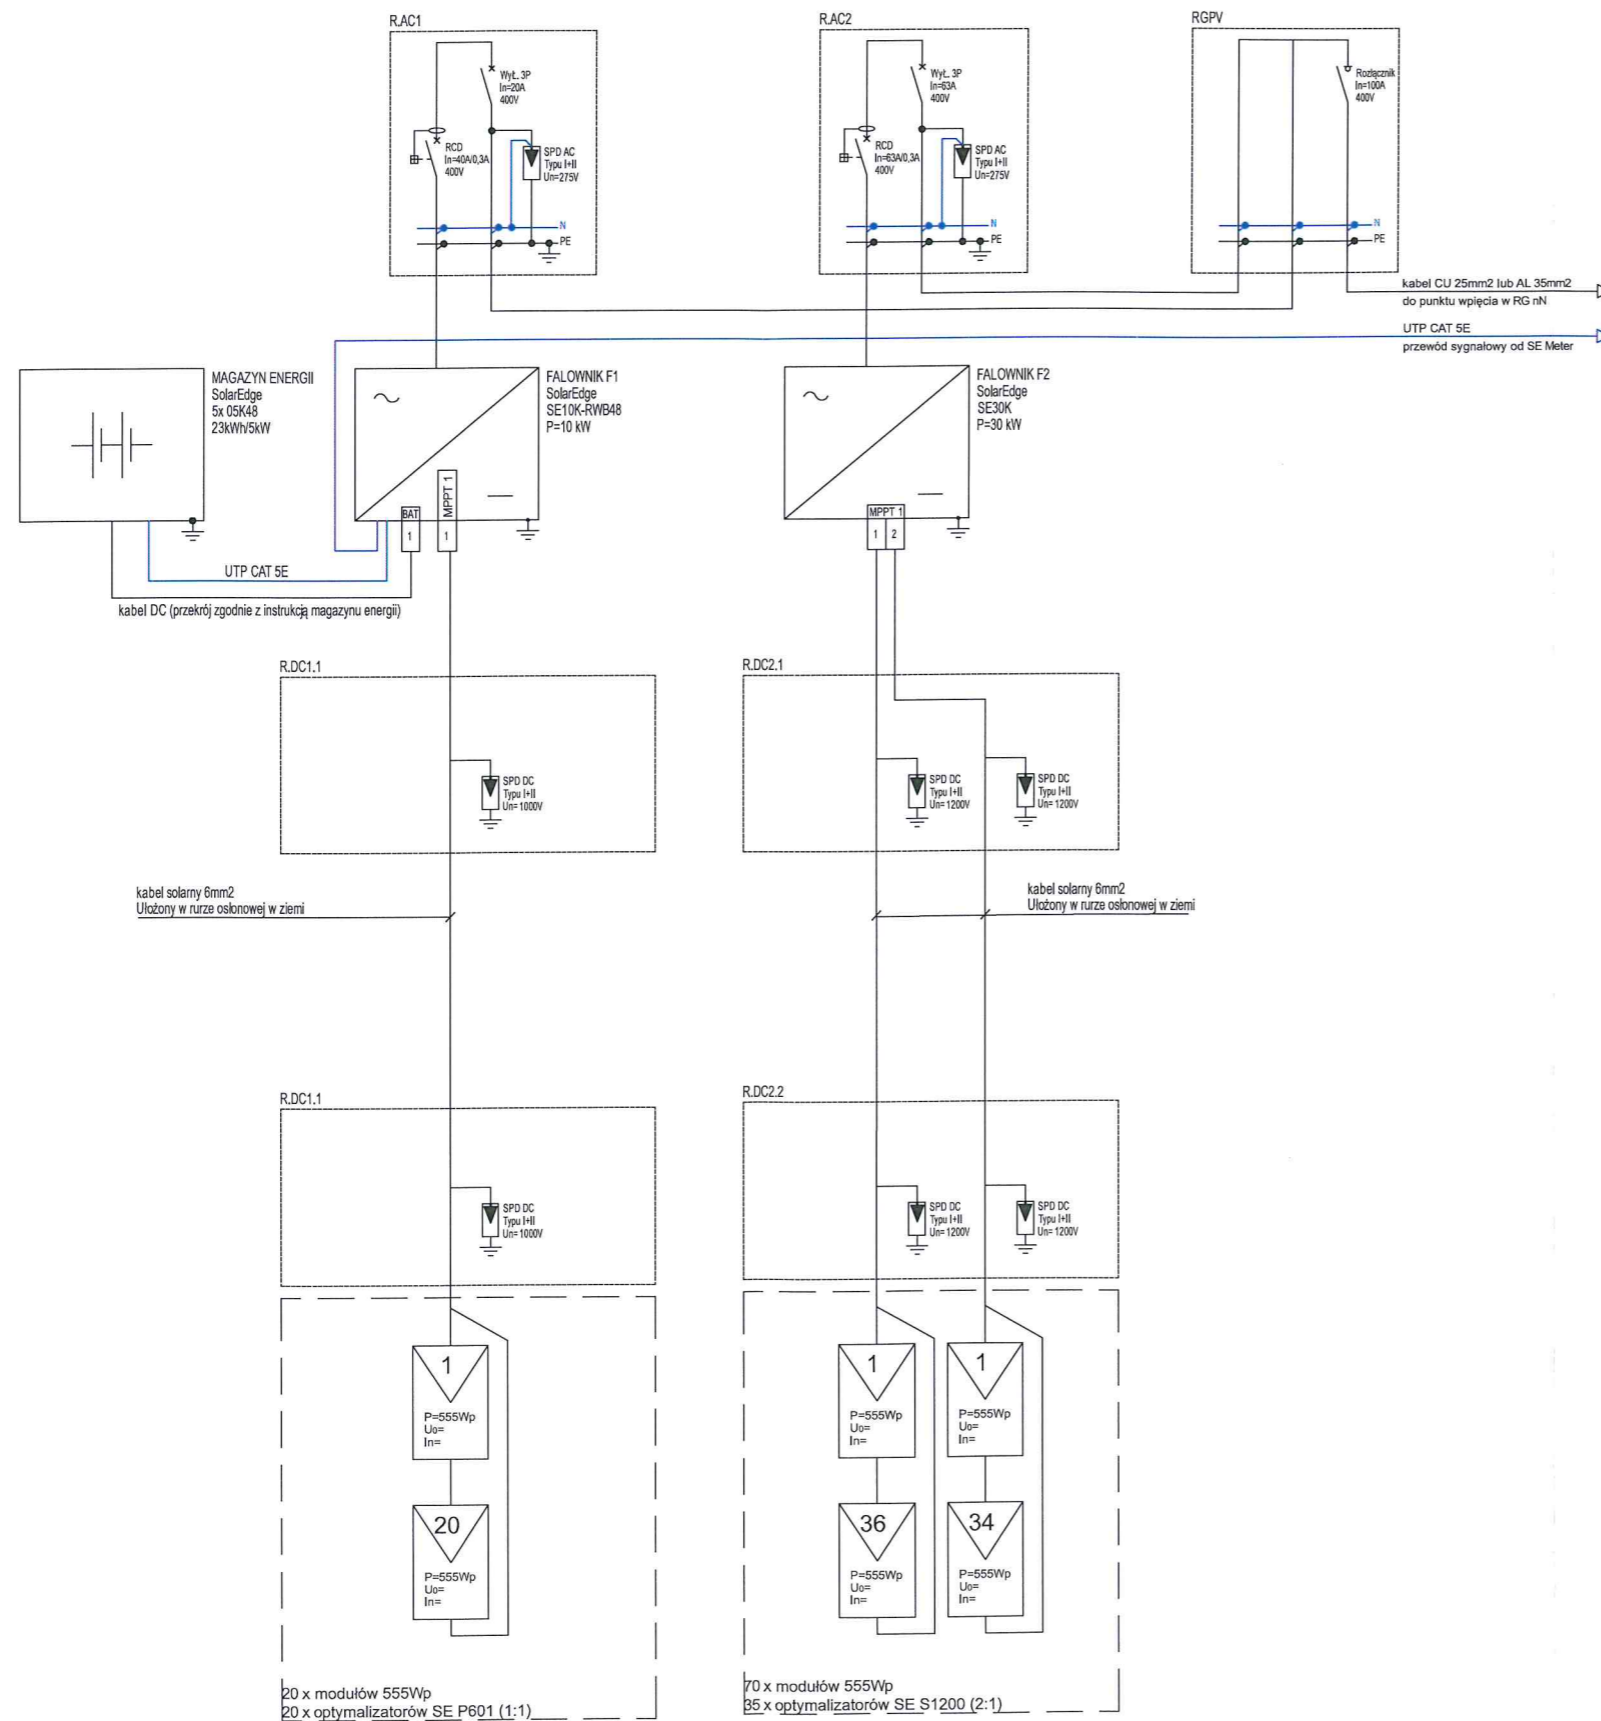 R.AC1
Wył. 3P
In=20A
400V
RCD
In=40A/0,3A
400V
SPD AC
Typu I+II
Un=275V
N
PE
R.AC2
Wył. 3P
In=63A
400V
RCD
In=63A/0,3A
400V
SPD AC
Typu I+II
Un=275V
N
PE
RGPV
Rozłącznik
In=100A
400V
N
PE
kabel CU 25mm2 lub AL 35mm2
do punktu wpięcia w RG nN
UTP CAT 5E
przewód sygnałowy od SE Meter
MAGAZYN ENERGII
SolarEdge
5x 05K48
23kWh/5kW
FALOWNIK F1
SolarEdge
SE10K-RWB48
P=10 kW
MPPT 1
BAT
1
1
FALOWNIK F2
SolarEdge
SE30K
P=30 kW
MPPT 1
1
2
UTP CAT 5E
kabel DC (przekrój zgodnie z instrukcją magazynu energii)
R.DC1.1
SPD DC
Typu I+II
Un=1000V
R.DC2.1
SPD DC
Typu I+II
Un=1200V
SPD DC
Typu I+II
Un=1200V
kabel solarny 6mm2
Ułożony w rurze osłonowej w ziemi
kabel solarny 6mm2
Ułożony w rurze osłonowej w ziemi
R.DC1.1
SPD DC
Typu I+II
Un=1000V
R.DC2.2
SPD DC
Typu I+II
Un=1200V
SPD DC
Typu I+II
Un=1200V
1
P=555Wp
Uo=
In=
20
P=555Wp
Uo=
In=
20 x modułów 555Wp
20 x optymalizatorów SE P601 (1:1)
1
P=555Wp
Uo=
In=
36
P=555Wp
Uo=
In=
1
P=555Wp
Uo=
In=
34
P=555Wp
Uo=
In=
70 x modułów 555Wp
35 x optymalizatorów SE S1200 (2:1)